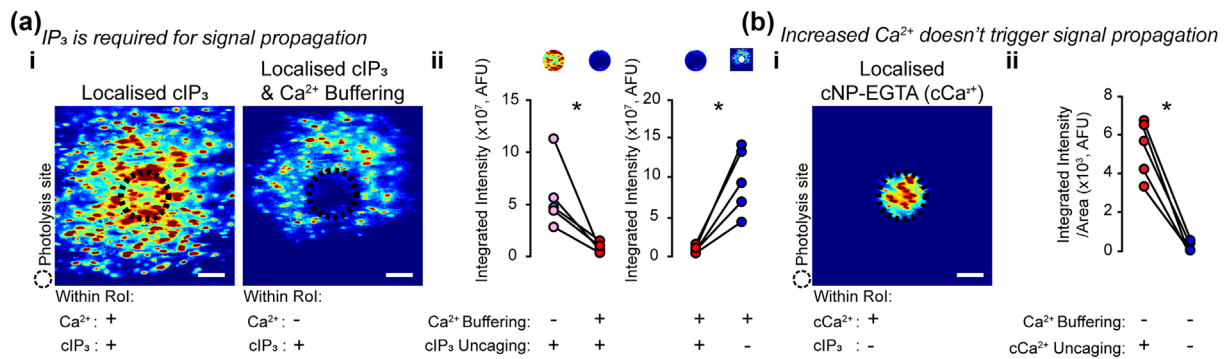 (a) IP₃ is required for signal propagation
i
Localised cIP₃
Localised cIP₃
& Ca²⁺ Buffering
Photolysis site
Within RoI:
Ca²⁺ : +
cIP₃ : +
Within RoI:
Ca²⁺ : -
cIP₃ : +
ii
Integrated Intensity (x10⁷, AFU)
15
10
5
0
*
Integrated Intensity (x10⁷, AFU)
20
15
10
5
0
*
Ca²⁺ Buffering: - + + -
cIP₃ Uncaging: + + + -
(b) Increased Ca²⁺ doesn't trigger signal propagation
i
Localised
cNP-EGTA (cCa²⁺)
Photolysis site
Within RoI:
cCa²⁺ : +
cIP₃ : -
ii
Integrated Intensity
/Area (x10³, AFU)
8
6
4
2
0
*
Ca²⁺ Buffering: - -
cCa²⁺ Uncaging: + -